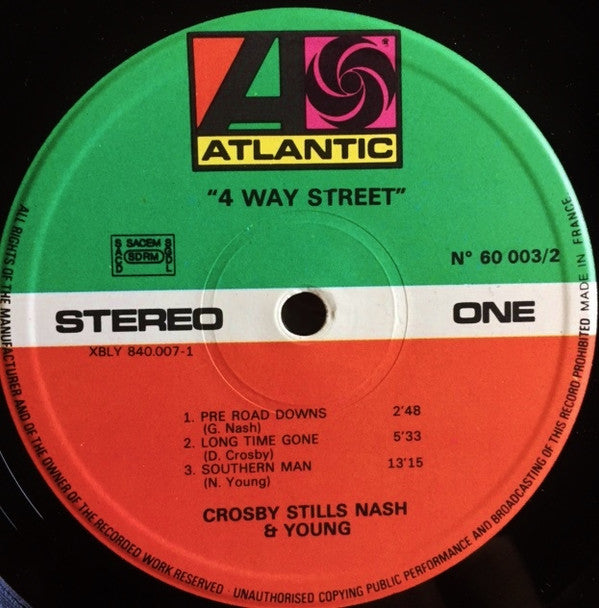 ATLANTIC
"4 WAY STREET"
SACEM
SACD SDRM SGDL
N° 60 003/2
STEREO ONE
XBLY 840.007-1
1. PRE ROAD DOWNS 2'48
(G. Nash)
2. LONG TIME GONE 5'33
(D. Crosby)
3. SOUTHERN MAN 13'15
(N. Young)
CROSBY STILLS NASH
& YOUNG
ALL RIGHTS OF THE MANUFACTURER AND OF THE OWNER OF THE RECORDED WORK RESERVED - UNAUTHORISED COPYING PUBLIC PERFORMANCE AND BROADCASTING OF THIS RECORD PROHIBITED MADE IN FRANCE